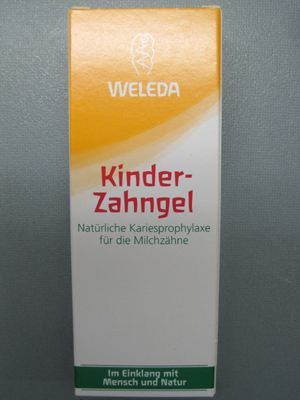 WELEDA
Kinder-
Zahngel
Natürliche Kariesprophylaxe
für die Milchzähne
Im Einklang mit
Mensch und Natur